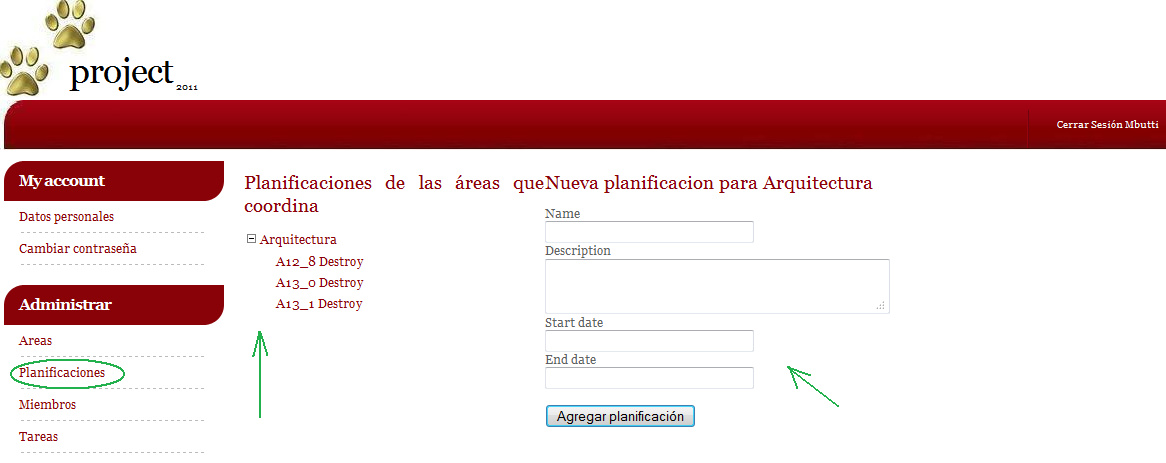 project 2011
Cerrar Sesión Mbutti
My account
Datos personales
Cambiar contraseña
Administrar
Areas
Planificaciones
Miembros
Tareas
Planificaciones de las áreas que
coordina
Arquitectura
A12_8 Destroy
A13_0 Destroy
A13_1 Destroy
Nueva planificacion para Arquitectura
Name
Description
Start date
End date
Agregar planificación